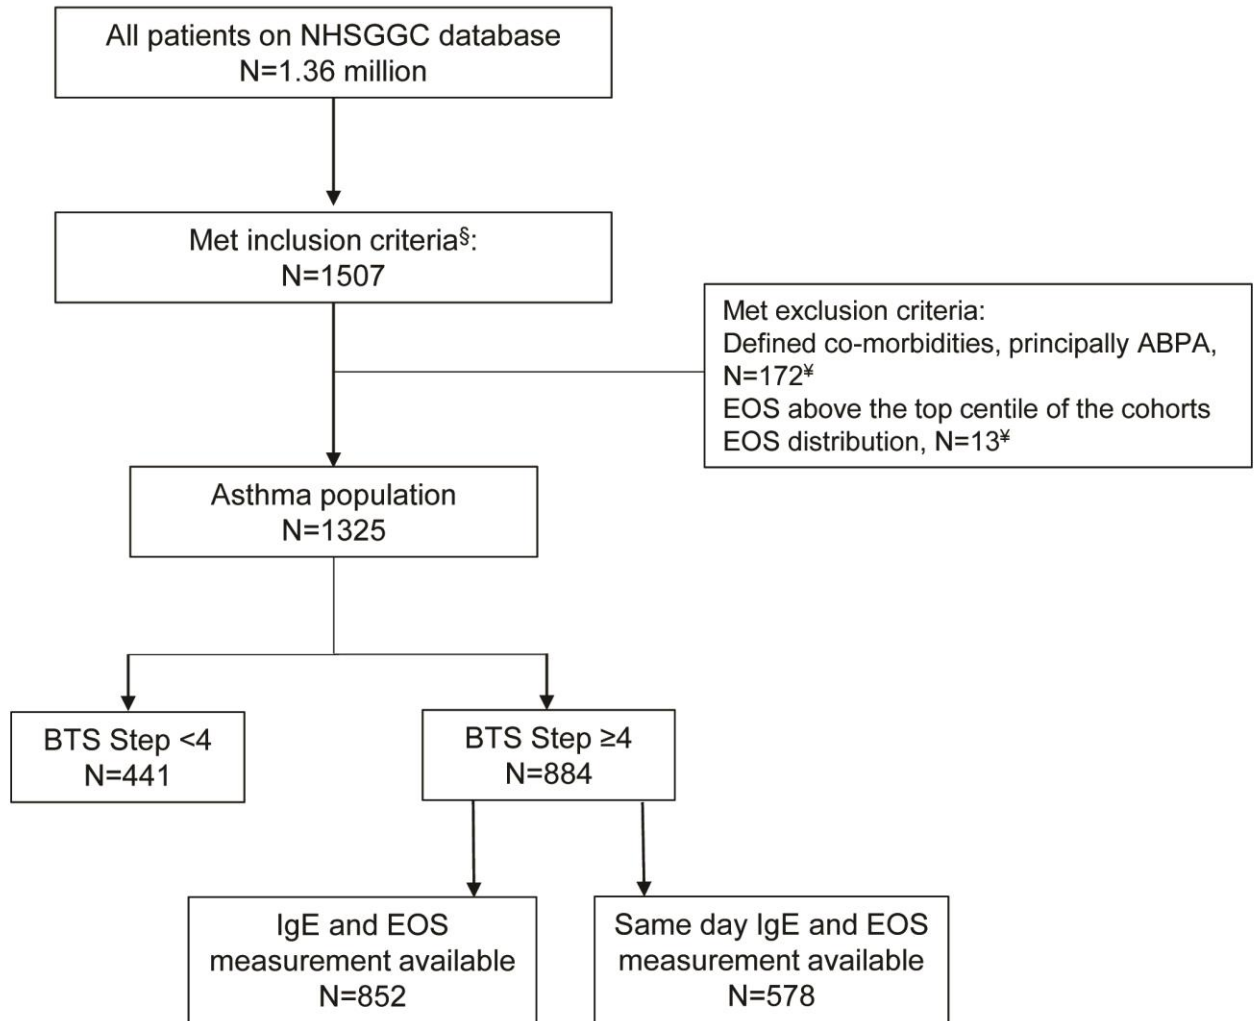 All patients on NHSGGC database
N=1.36 million
Met inclusion criteria§:
N=1507
Met exclusion criteria:
Defined co-morbidities, principally ABPA,
N=172¥
EOS above the top centile of the cohorts
EOS distribution, N=13¥
Asthma population
N=1325
BTS Step <4
N=441
BTS Step ≥4
N=884
IgE and EOS
measurement available
N=852
Same day IgE and EOS
measurement available
N=578